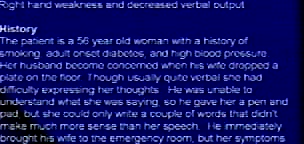 Right hand weakness and decreased verbal output
History
The patient is a 56 year old woman with a history of
smoking, adult onset diabetes, and high blood pressure.
Her husband become concerned when his wife dropped a
plate on the floor. Though usually quite verbal she had
difficulty expressing her thoughts. He was unable to
understand what she was saying, so he gave her a pen and
pad, but she could only write a couple of words that didn't
make much more sense than her speech. He immediately
brought his wife to the emergency room, but her symptoms